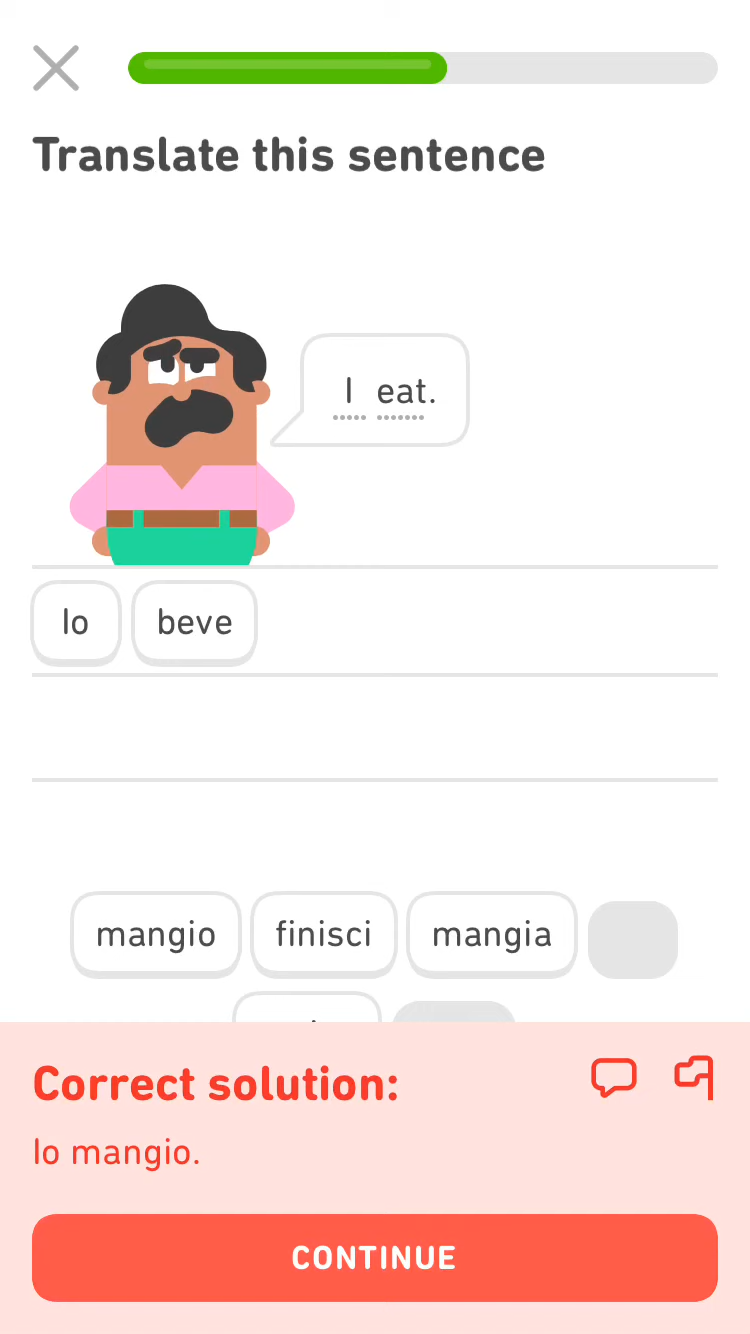 Translate this sentence
I eat.
Io beve
mangio finisci mangia
Correct solution:
Io mangio.
CONTINUE